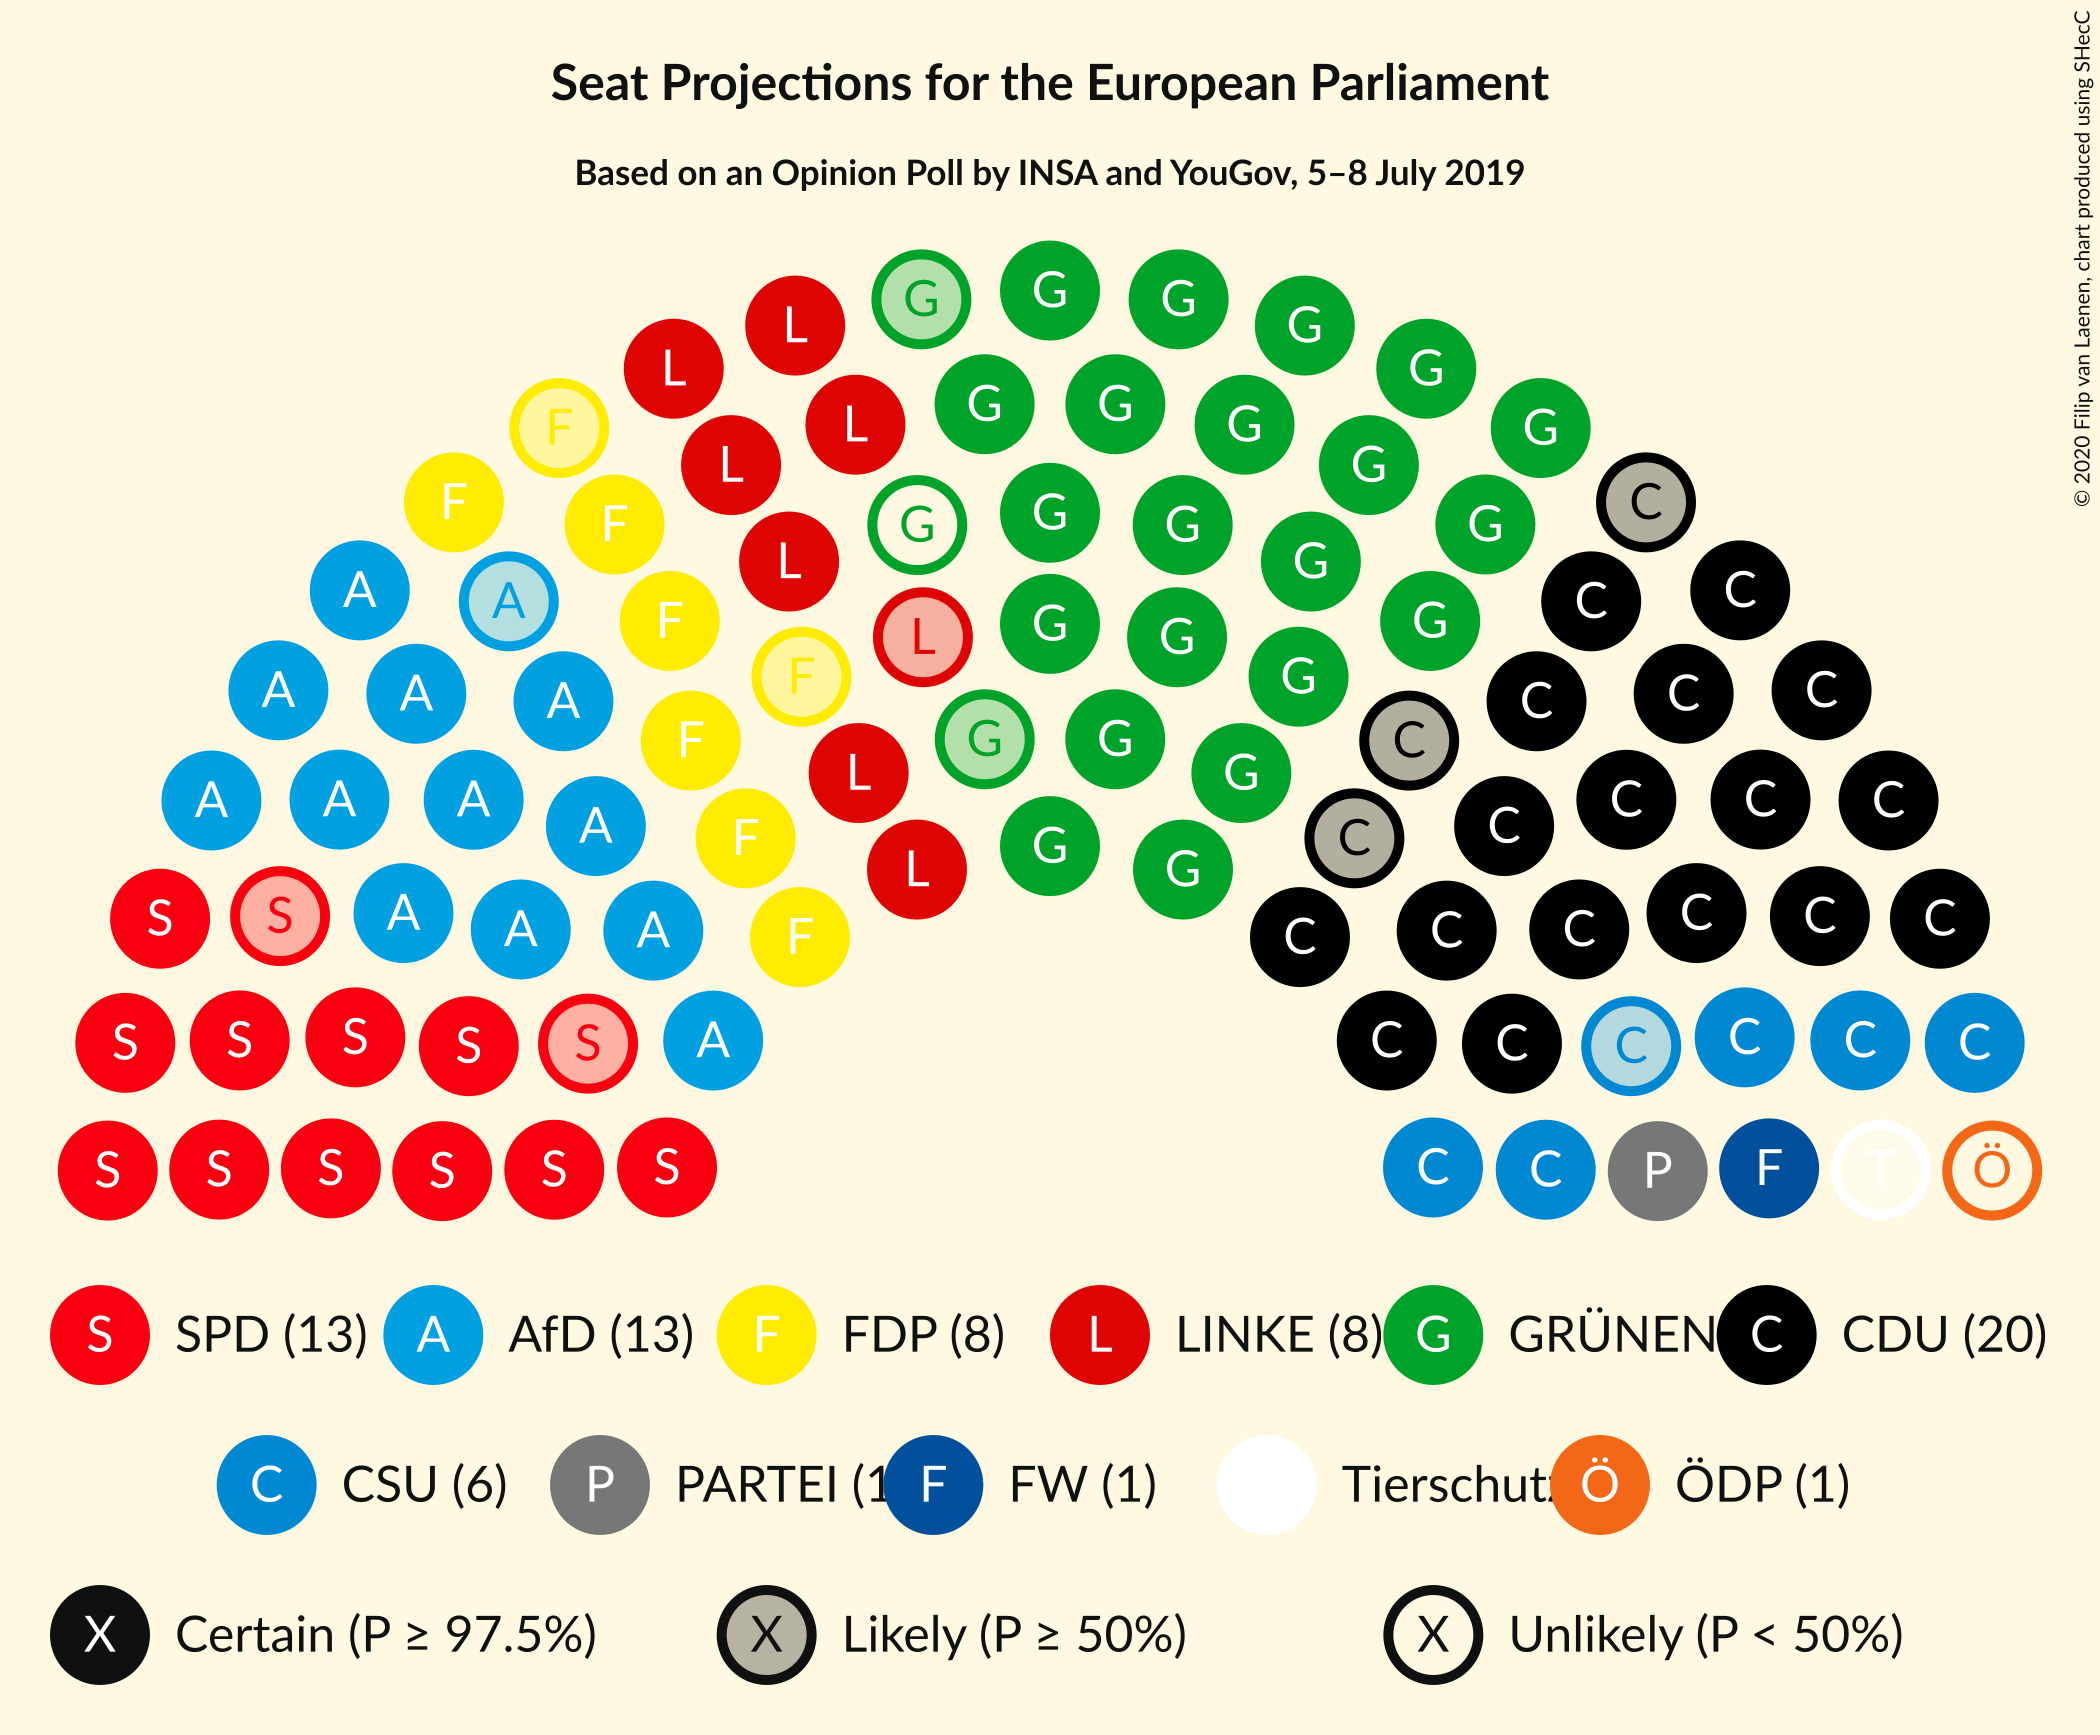 Seat Projections for the European Parliament
Based on an Opinion Poll by INSA and YouGov, 5–8 July 2019
© 2020 Filip van Laenen, chart produced using SHecC
G G G G
L G
L G
L G G G
F G
L G
F C
F L G G G
G
A C
A L G C
F L G G G
A A F G C C
A A F G C C
F G G C
A A A L G C C C
A F G C C
S S A A A L G C C C C C
F C
S S S S S A C C C C C C
S S S S S S C C P F T Ö
S SPD (13) A AfD (13) F FDP (8) L LINKE (8) G GRÜNEN C CDU (20)
C CSU (6) P PARTEI (1 F FW (1) Tierschutz Ö ÖDP (1)
X Certain (P ≥ 97.5%) X Likely (P ≥ 50%) X Unlikely (P < 50%)